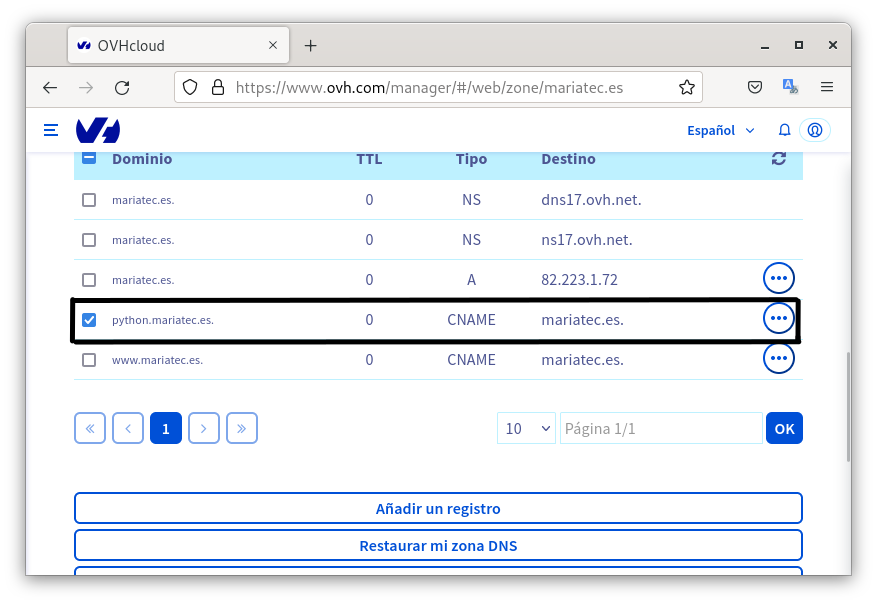 OVHcloud
https://www.ovh.com/manager/#/web/zone/mariatec.es
Español
Dominio TTL Tipo Destino
mariatec.es. 0 NS dns17.ovh.net.
mariatec.es. 0 NS ns17.ovh.net.
mariatec.es. 0 A 82.223.1.72
python.mariatec.es. 0 CNAME mariatec.es.
www.mariatec.es. 0 CNAME mariatec.es.
« ‹ 1 › » 10 Página 1/1 OK
Añadir un registro
Restaurar mi zona DNS